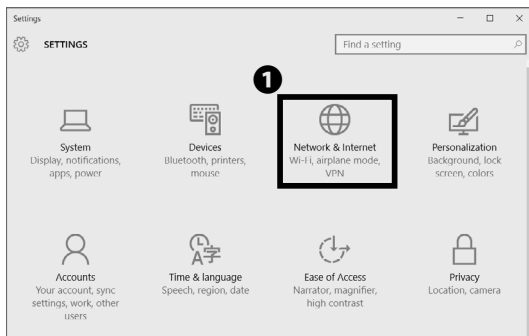 Settings
SETTINGS
Find a setting
1
System
Display, notifications,
apps, power
Devices
Bluetooth, printers,
mouse
Network & Internet
Wi-Fi, airplane mode,
VPN
Personalization
Background, lock
screen, colors
A字
Accounts
Your account, sync
settings, work, other
users
Time & language
Speech, region, date
Ease of Access
Narrator, magnifier,
high contrast
Privacy
Location, camera